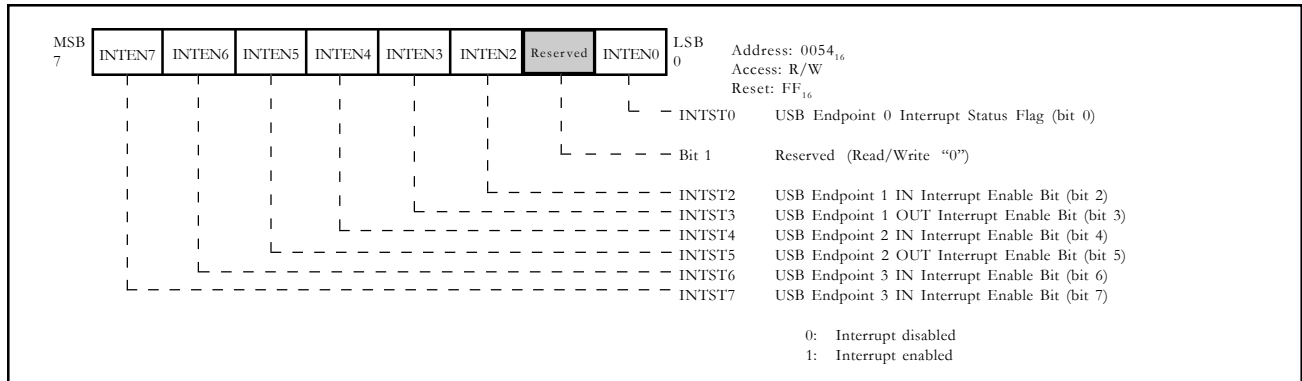 MSB
7
INTEN7 INTEN6 INTEN5 INTEN4 INTEN3 INTEN2 Reserved INTEN0
LSB
0
Address: 0054₁₆
Access: R/W
Reset: FF₁₆
INTST0 USB Endpoint 0 Interrupt Status Flag (bit 0)
Bit 1 Reserved (Read/Write “0”)
INTST2 USB Endpoint 1 IN Interrupt Enable Bit (bit 2)
INTST3 USB Endpoint 1 OUT Interrupt Enable Bit (bit 3)
INTST4 USB Endpoint 2 IN Interrupt Enable Bit (bit 4)
INTST5 USB Endpoint 2 OUT Interrupt Enable Bit (bit 5)
INTST6 USB Endpoint 3 IN Interrupt Enable Bit (bit 6)
INTST7 USB Endpoint 3 IN Interrupt Enable Bit (bit 7)
0: Interrupt disabled
1: Interrupt enabled